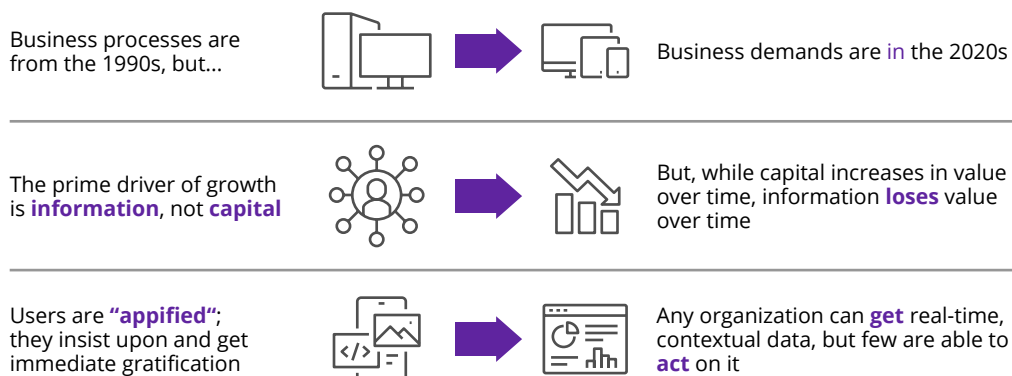 Business processes are
from the 1990s, but...
Business demands are in the 2020s
The prime driver of growth
is information, not capital
But, while capital increases in value
over time, information loses value
over time
Users are “appified“;
they insist upon and get
immediate gratification
</>
Any organization can get real-time,
contextual data, but few are able to
act on it